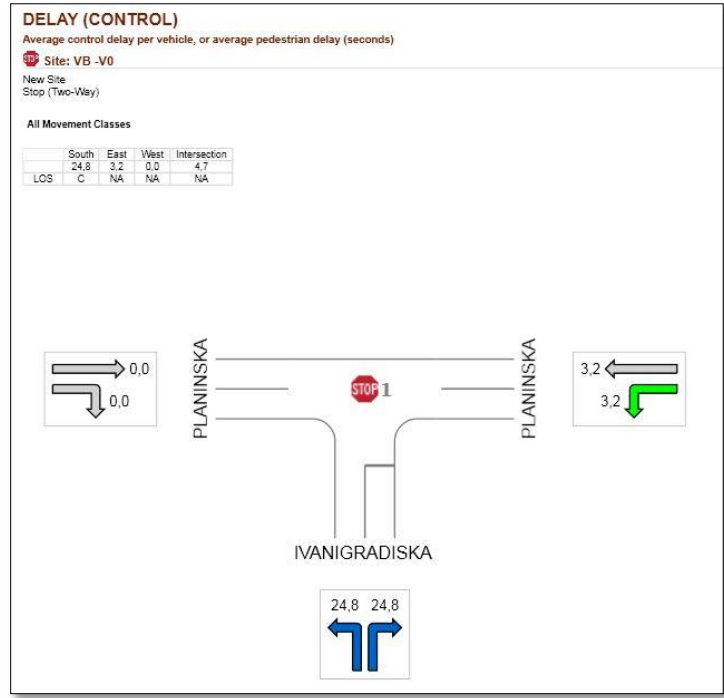 DELAY (CONTROL)
Average control delay per vehicle, or average pedestrian delay (seconds)
STOP Site: VB -V0
New Site
Stop (Two-Way)
All Movement Classes
South East West Intersection
24,8 3,2 0,0 4,7
LOS C NA NA NA
0,0
0,0
PLANINSKA
STOP 1
PLANINSKA
3,2
3,2
IVANIGRADISKA
24,8 24,8